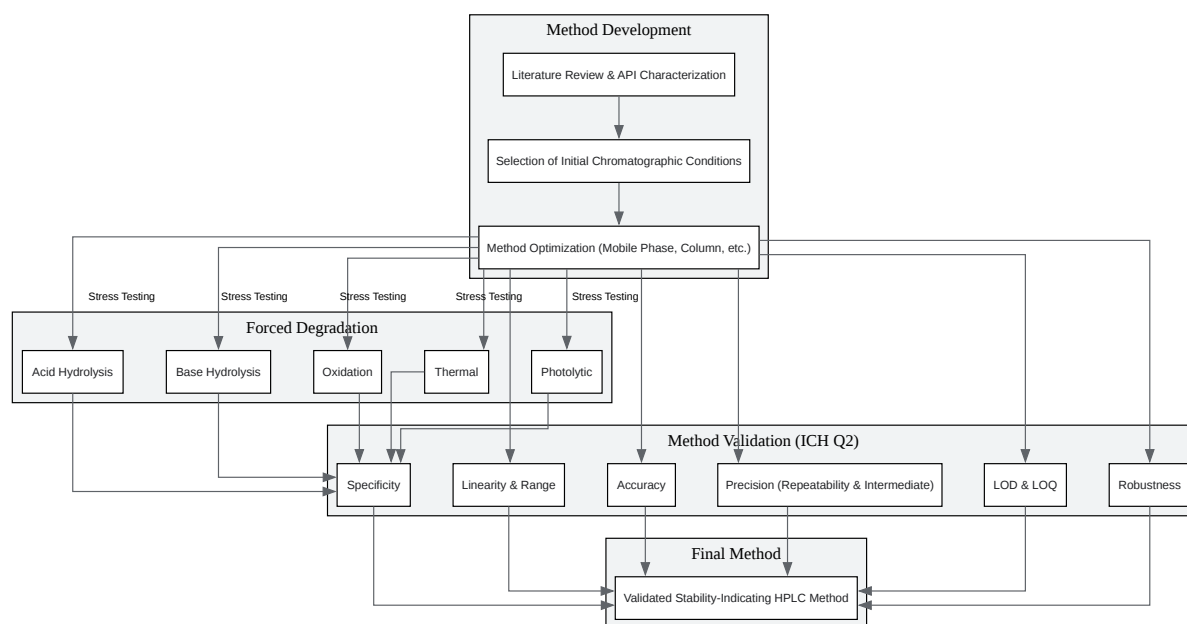 Method Development
Literature Review & API Characterization
Selection of Initial Chromatographic Conditions
Method Optimization (Mobile Phase, Column, etc.)
Stress Testing
Stress Testing
Stress Testing
Stress Testing
Stress Testing
Forced Degradation
Acid Hydrolysis
Base Hydrolysis
Oxidation
Thermal
Photolytic
Method Validation (ICH Q2)
Specificity
Linearity & Range
Accuracy
Precision (Repeatability & Intermediate)
LOD & LOQ
Robustness
Final Method
Validated Stability-Indicating HPLC Method